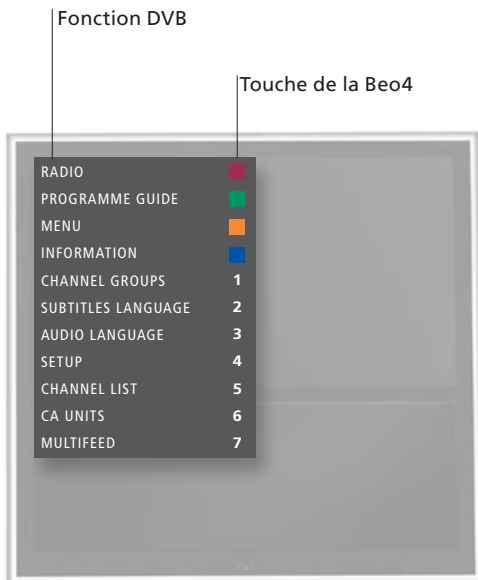 Fonction DVB
Touche de la Beo4
RADIO
PROGRAMME GUIDE
MENU
INFORMATION
CHANNEL GROUPS 1
SUBTITLES LANGUAGE 2
AUDIO LANGUAGE 3
SETUP 4
CHANNEL LIST 5
CA UNITS 6
MULTIFEED 7